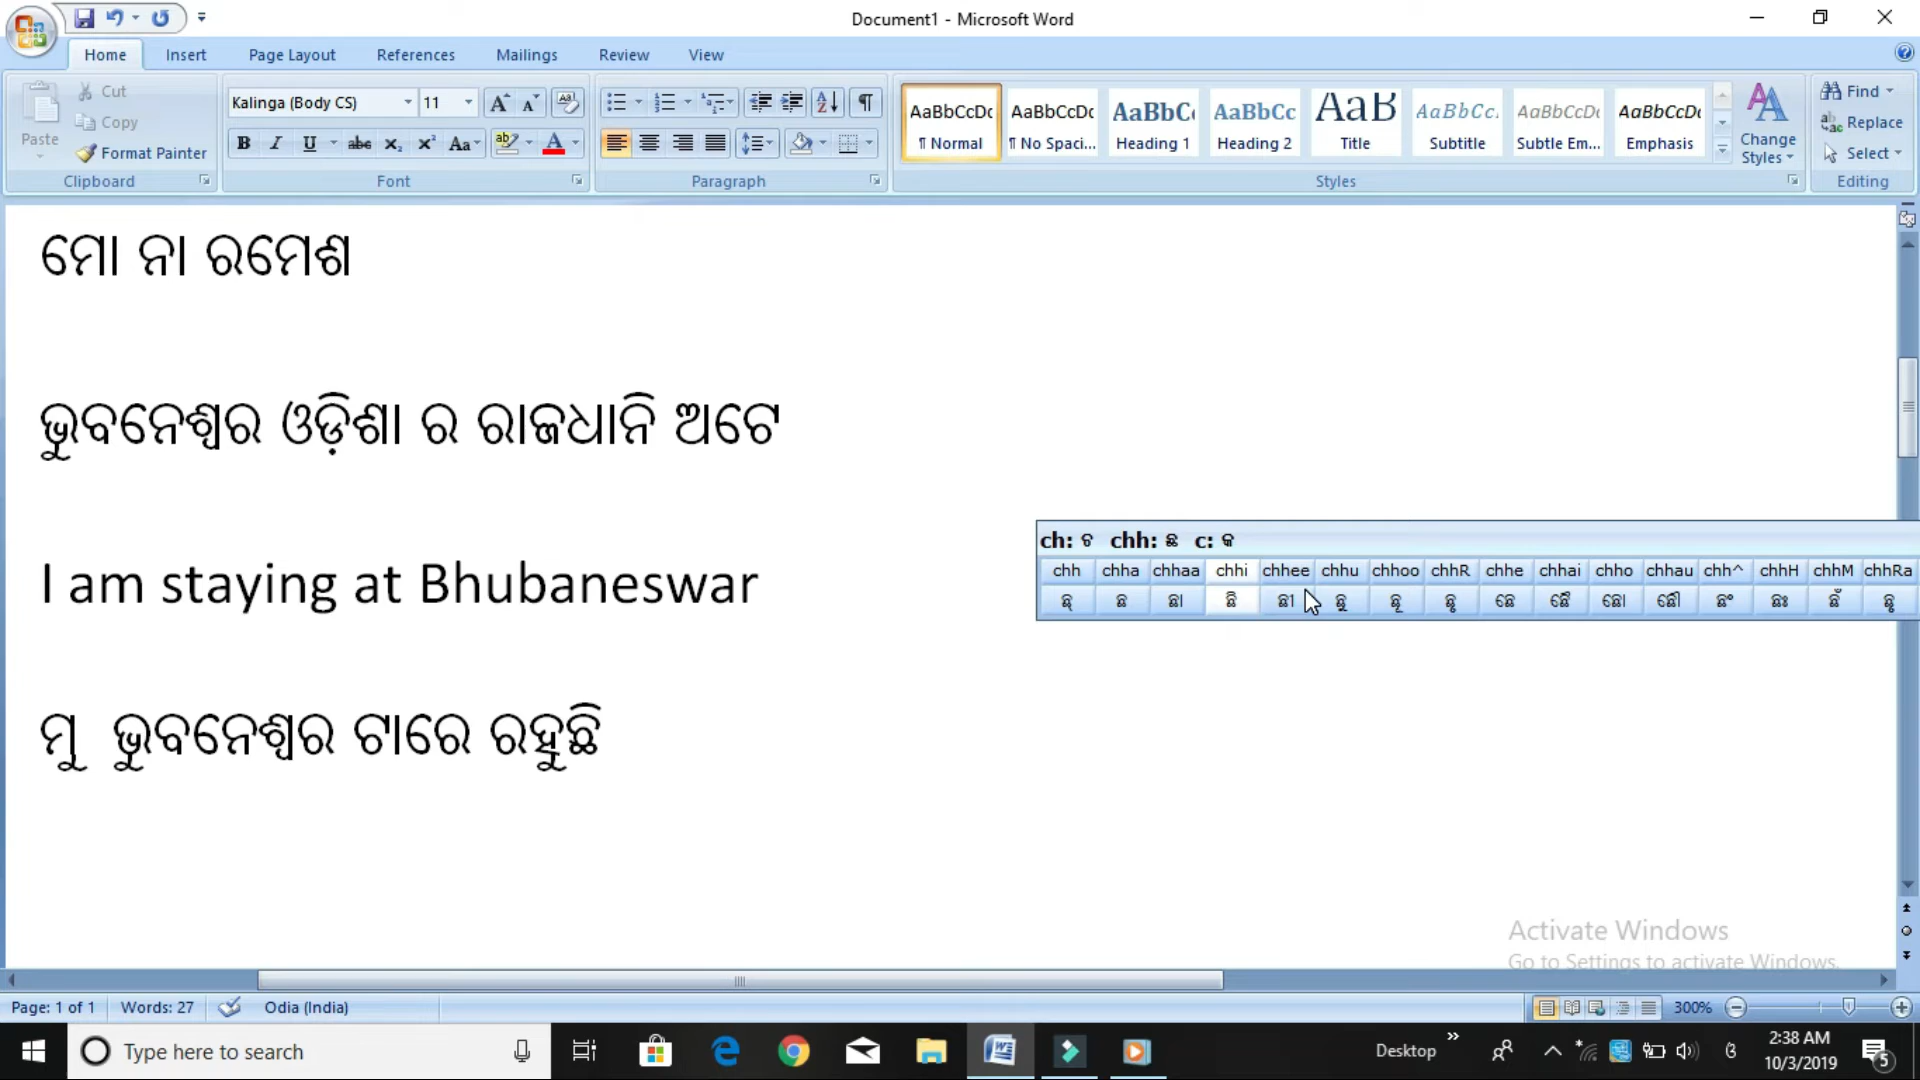 Document1 - Microsoft Word
Home Insert Page Layout References Mailings Review View
Paste
Cut
Copy
Format Painter
Clipboard
Kalinga (Body CS) 11
Font
Paragraph
AaBbCcDc AaBbCcDc AaBbC AaBbCc AaB AaBbCc. AaBbCcDc AaBbCcDc
¶ Normal ¶ No Spaci... Heading 1 Heading 2 Title Subtitle Subtle Em... Emphasis
Change Styles
Styles
Find
Replace
Select
Editing
ମୋ ନା ରମେଶ
ଭୁବନେଶ୍ୱର ଓଡ଼ିଶା ର ରାଜଧାନି ଅଟେ
I am staying at Bhubaneswar
ମୁ ଭୁବନେଶ୍ୱର ଟାରେ ରହୁଛି
ch: ଚ chh: ଛ c: କ
chh chha chhaa chhi chhee chhu chhoo chhR chhe chhai chho chhau chh^ chhH chhM chhRa
ଛ୍ ଛ ଛା ଛି ଛୀ ଛୁ ଛୂ ଛୃ ଛେ ଛୈ ଛୋ ଛୌ ଛଂ ଛଃ ଛଁ ଛୃ
Activate Windows
Go to Settings to activate Windows.
Page: 1 of 1 Words: 27 Odia (India) 300%
Type here to search
Desktop
2:38 AM
10/3/2019
5